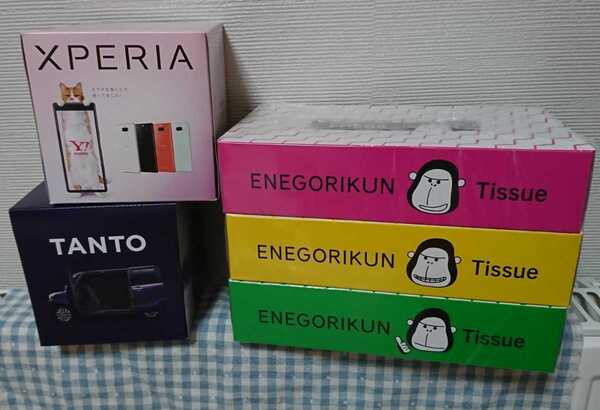 XPERIA
Y!
TANTO
ENEGORIKUN Tissue
ENEGORIKUN Tissue
ENEGORIKUN Tissue